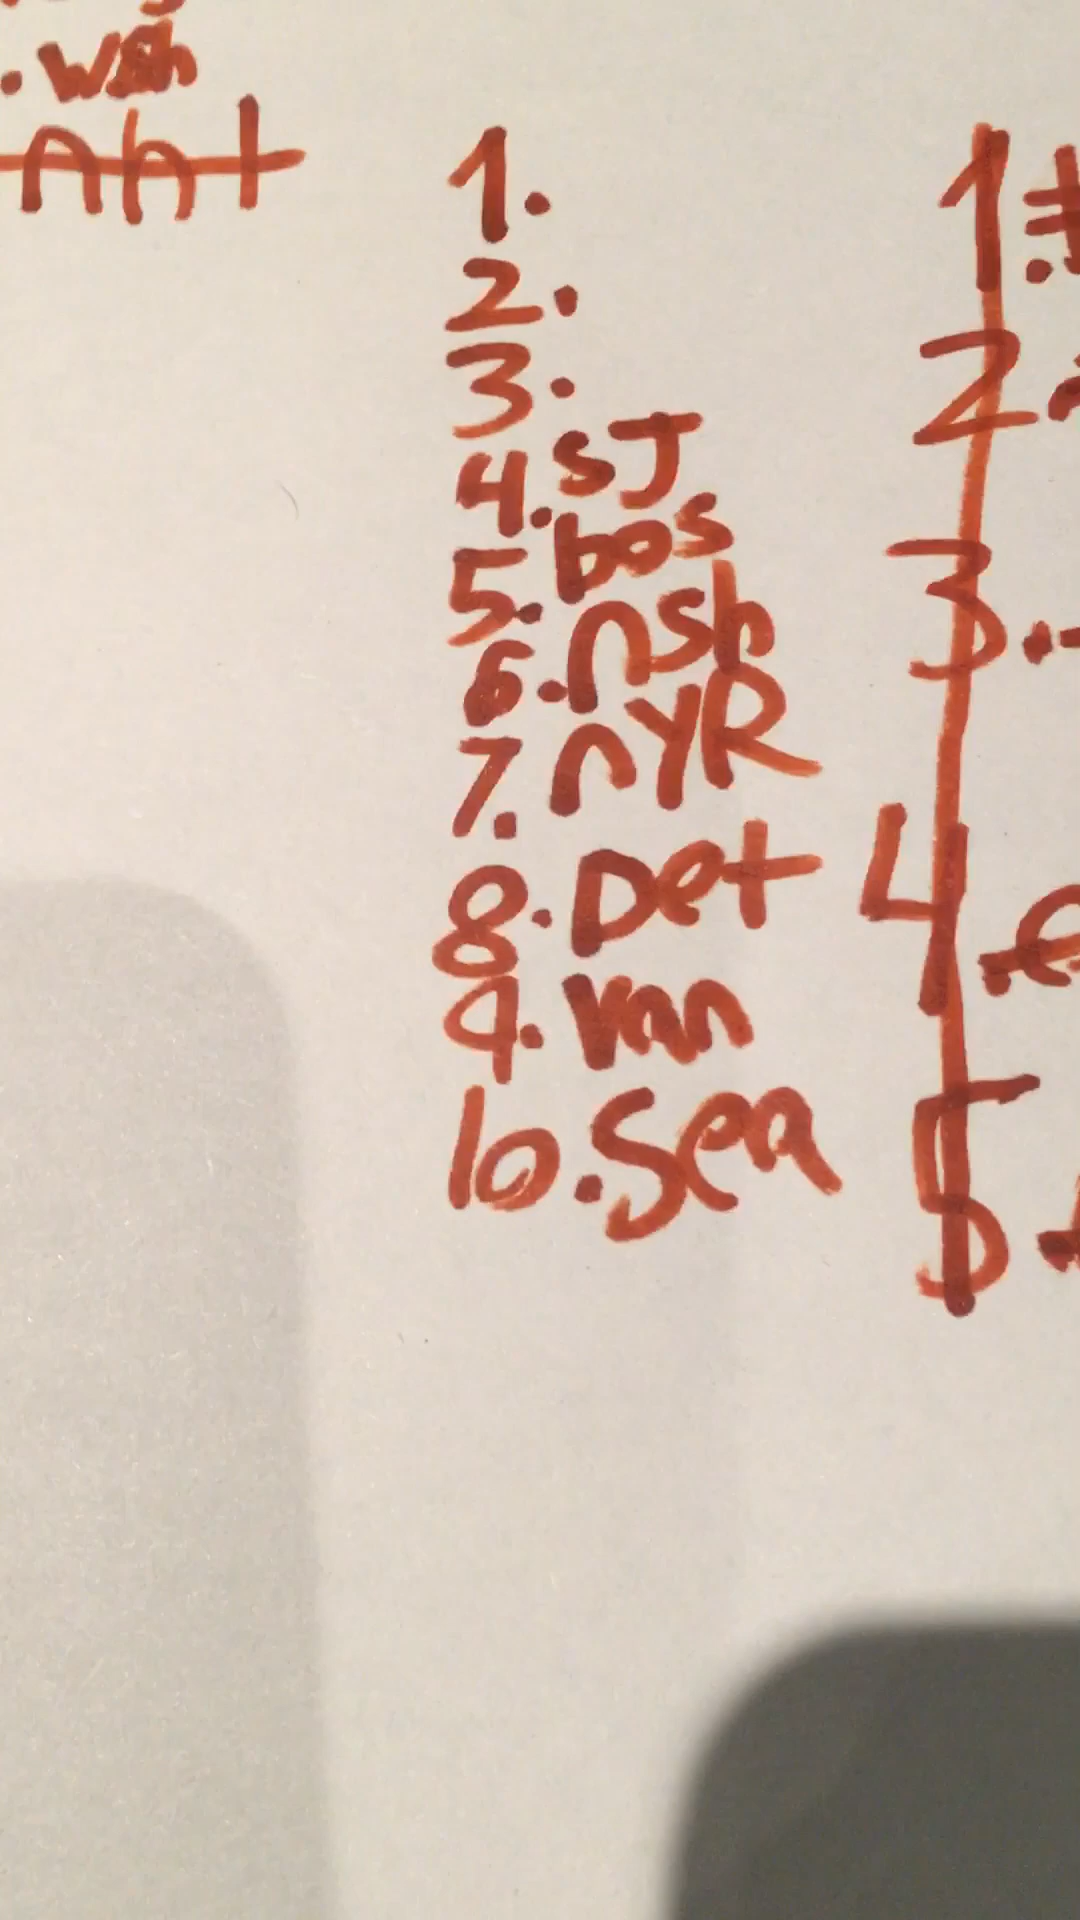 . wsh
1.
2.
3.
4. sJ
5. bos
6. nsh
7. nYR
8. Det
9. Van
10. Sea
1.
2
3.
4.
5.